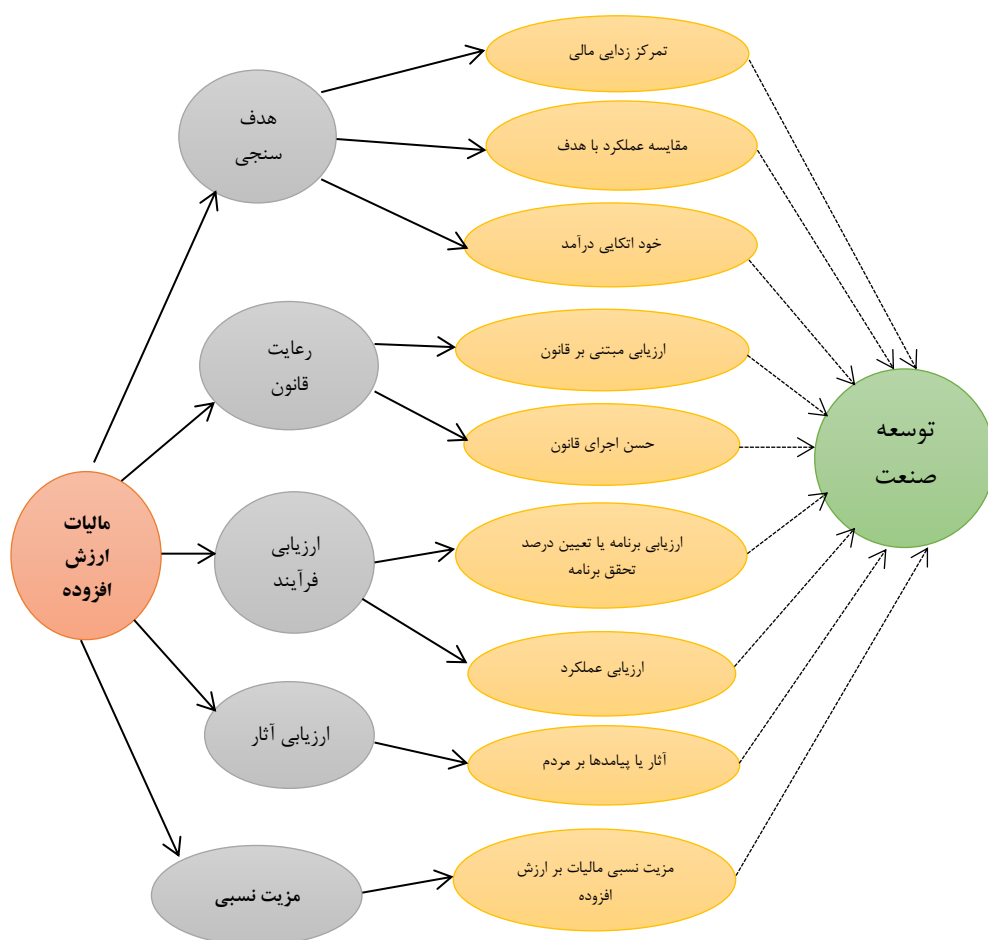 تمرکز زدایی مالی
هدف
سنجی
مقایسه عملکرد با هدف
خود اتکایی درآمد
رعایت
قانون
ارزیابی مبتنی بر قانون
حسن اجرای قانون
توسعه
صنعت
مالیات
ارزش
افزوده
ارزیابی
فرآیند
ارزیابی برنامه یا تعیین درصد
تحقق برنامه
ارزیابی عملکرد
ارزیابی آثار
آثار یا پیامدها بر مردم
مزیت نسبی
مزیت نسبی مالیات بر ارزش
افزوده